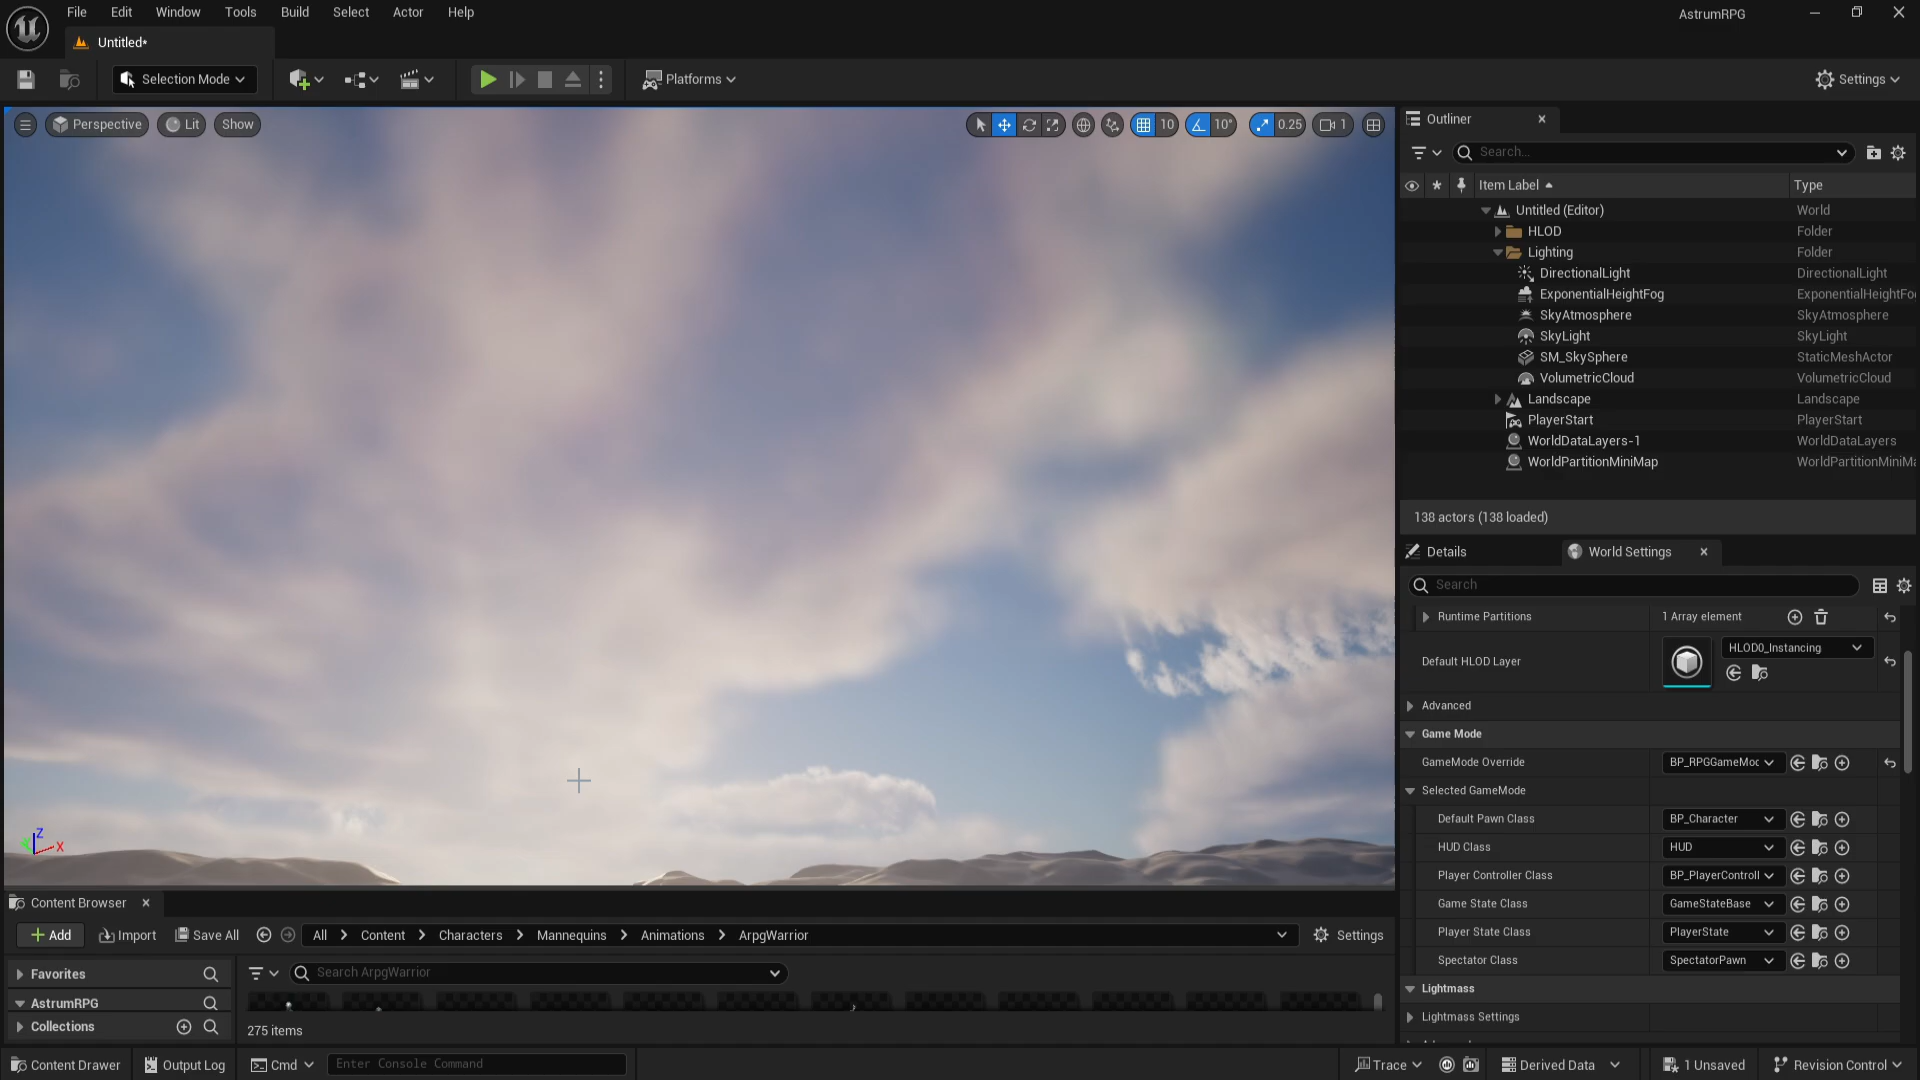 File Edit Window Tools Build Select Actor Help
AstrumRPG
Untitled*
Selection Mode
Platforms
Settings
Perspective
Lit
Show
10
10°
0.25
1
Outliner
Search...
Item Label
Type
Untitled (Editor) World
HLOD Folder
Lighting Folder
DirectionalLight DirectionalLight
ExponentialHeightFog ExponentialHeightFo
SkyAtmosphere SkyAtmosphere
SkyLight SkyLight
SM_SkySphere StaticMeshActor
VolumetricCloud VolumetricCloud
Landscape Landscape
PlayerStart PlayerStart
WorldDataLayers-1 WorldDataLayers
WorldPartitionMiniMap WorldPartitionMiniMa
138 actors (138 loaded)
Details
World Settings
Search
Runtime Partitions 1 Array element
Default HLOD Layer HLOD0_Instancing
Advanced
Game Mode
GameMode Override BP_RPGGameMoc
Selected GameMode
Default Pawn Class BP_Character
HUD Class HUD
Player Controller Class BP_PlayerControll
Game State Class GameStateBase
Player State Class PlayerState
Spectator Class SpectatorPawn
Lightmass
Lightmass Settings
Z
X
Content Browser
Add
Import
Save All
All Content Characters Mannequins Animations ArpgWarrior
Settings
Favorites
AstrumRPG
Collections
Search ArpgWarrior
275 items
Content Drawer
Output Log
Cmd
Enter Console Command
Trace
Derived Data
1 Unsaved
Revision Control